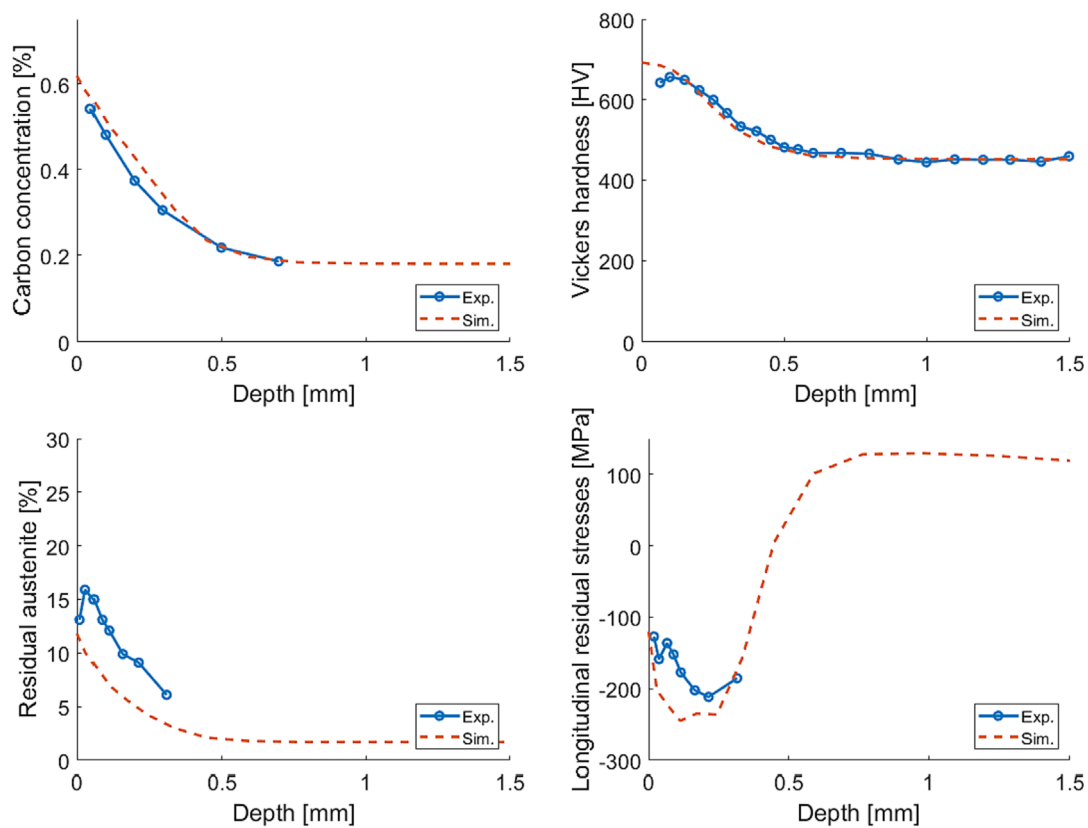 Carbon concentration [%]
0.6
0.4
0.2
0
0
0.5
1
1.5
Depth [mm]
Exp.
Sim.
Vickers hardness [HV]
800
600
400
200
0
0
0.5
1
1.5
Depth [mm]
Exp.
Sim.
Residual austenite [%]
30
25
20
15
10
5
0
0
0.5
1
1.5
Depth [mm]
Exp.
Sim.
Longitudinal residual stresses [MPa]
100
0
-100
-200
-300
0
0.5
1
1.5
Depth [mm]
Exp.
Sim.